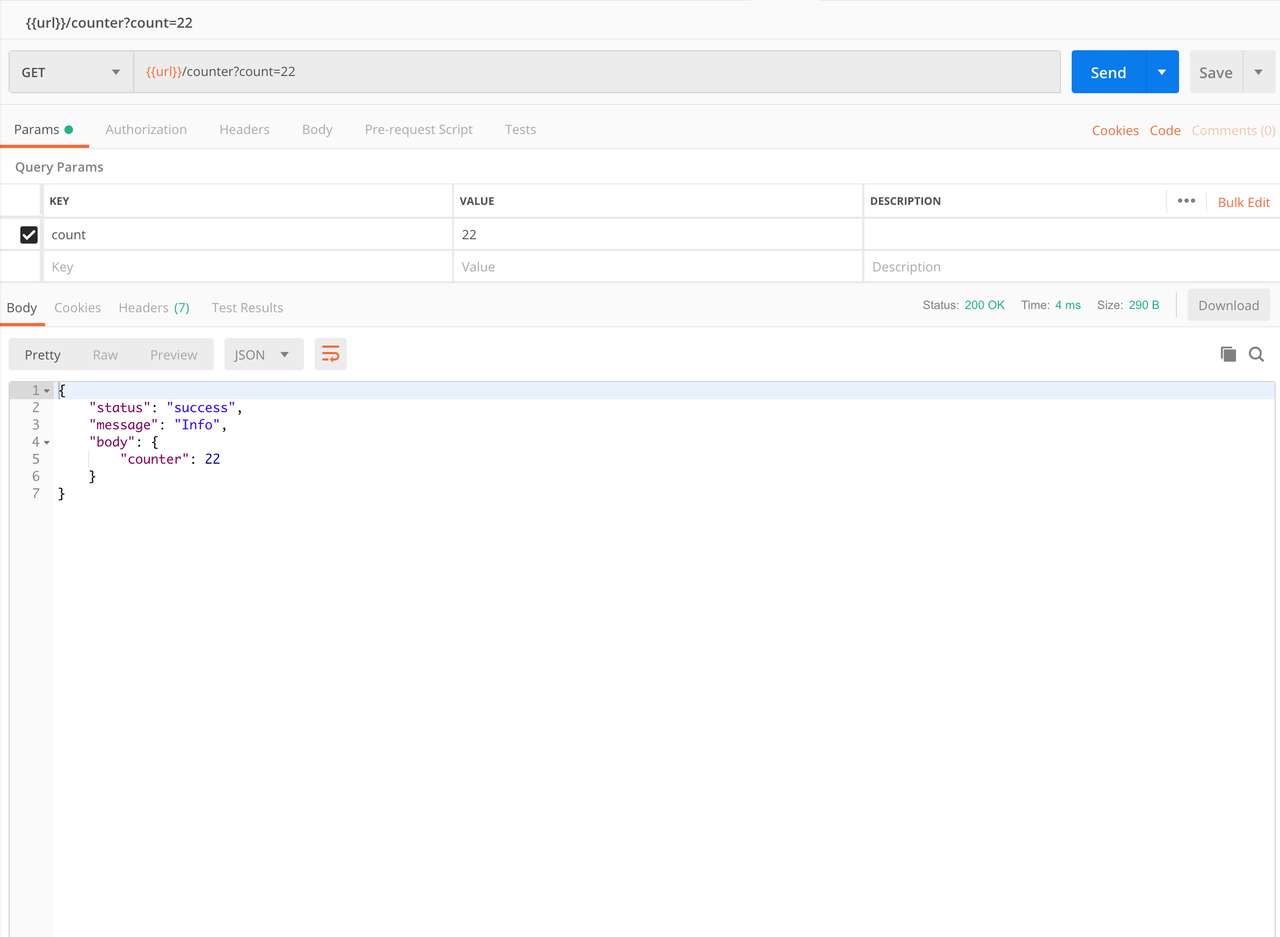 {{url}}/counter?count=22
GET {{url}}/counter?count=22 Send Save
Params Authorization Headers Body Pre-request Script Tests Cookies Code Comments (0)
Query Params
KEY VALUE DESCRIPTION ••• Bulk Edit
count 22
Key Value Description
Body Cookies Headers (7) Test Results Status: 200 OK Time: 4 ms Size: 290 B Download
Pretty Raw Preview JSON
1 {
2 "status": "success",
3 "message": "Info",
4 "body": {
5 "counter": 22
6 }
7 }